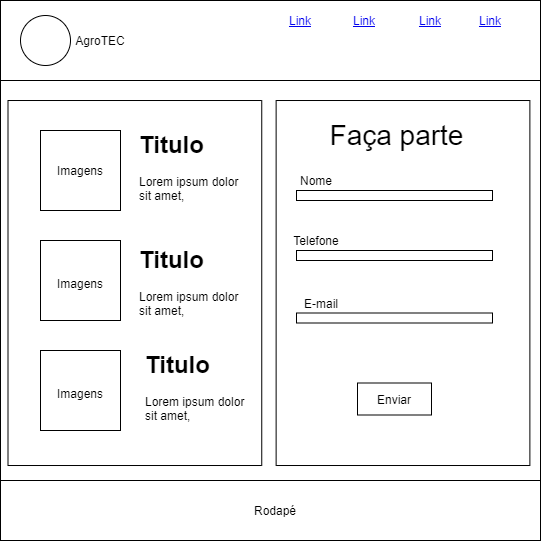 AgroTEC
Link Link Link Link
Titulo
Imagens
Lorem ipsum dolor
sit amet,
Titulo
Imagens
Lorem ipsum dolor
sit amet,
Titulo
Imagens
Lorem ipsum dolor
sit amet,
Faça parte
Nome
Telefone
E-mail
Enviar
Rodapé